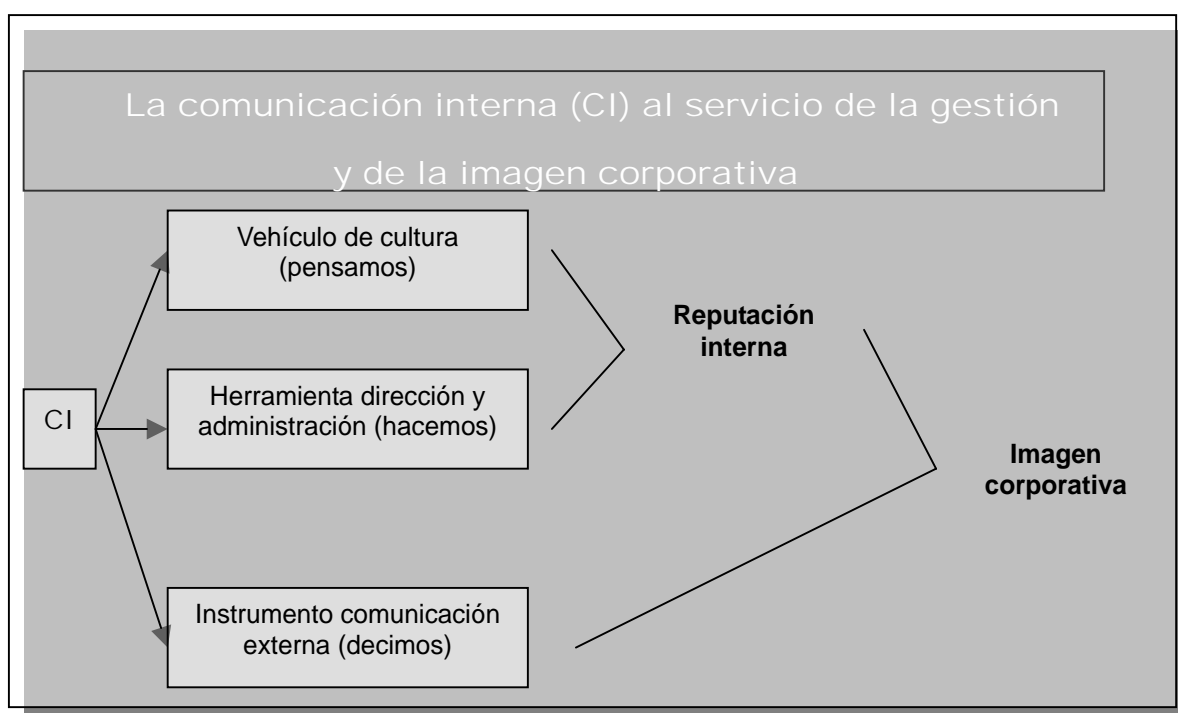 La comunicación interna (CI) al servicio de la gestión
y de la imagen corporativa
Vehículo de cultura
(pensamos)
Reputación
interna
Herramienta dirección y
administración (hacemos)
CI
Imagen
corporativa
Instrumento comunicación
externa (decimos)